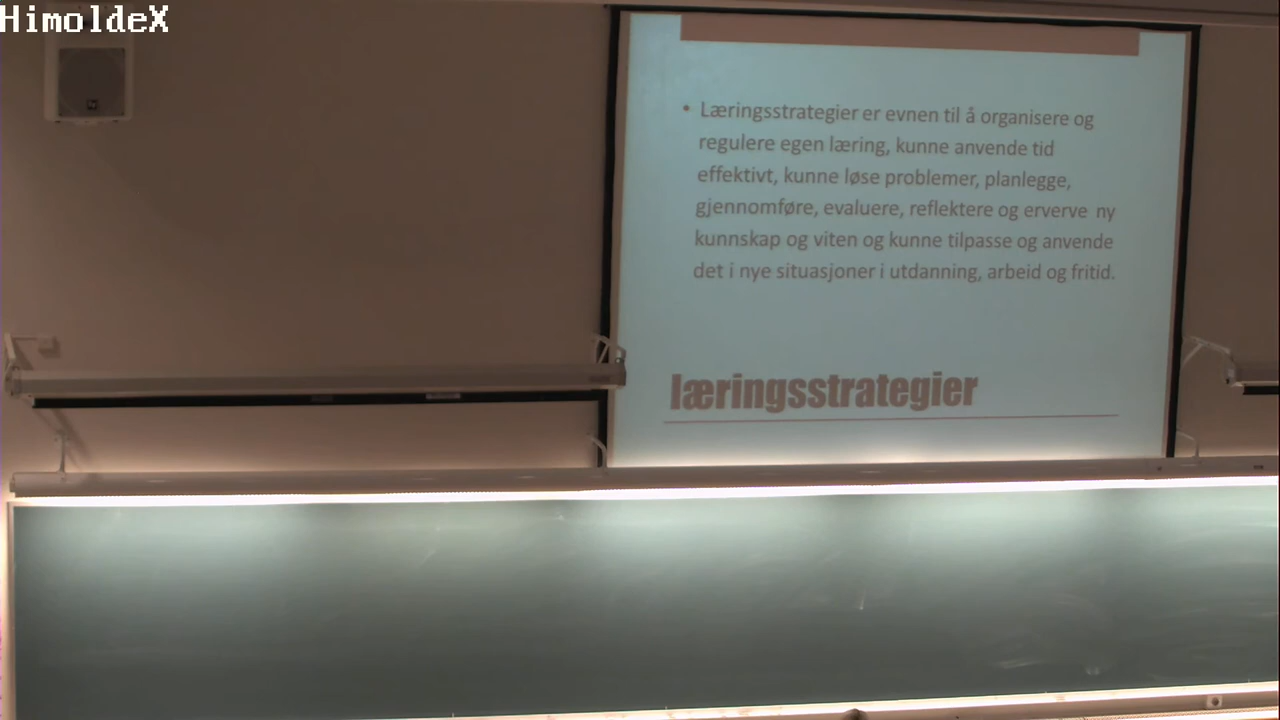 HimoldeX
• Læringsstrategier er evnen til å organisere og
regulere egen læring, kunne anvende tid
effektivt, kunne løse problemer, planlegge,
gjennomføre, evaluere, reflektere og erverve ny
kunnskap og viten og kunne tilpasse og anvende
det i nye situasjoner i utdanning, arbeid og fritid.
læringsstrategier